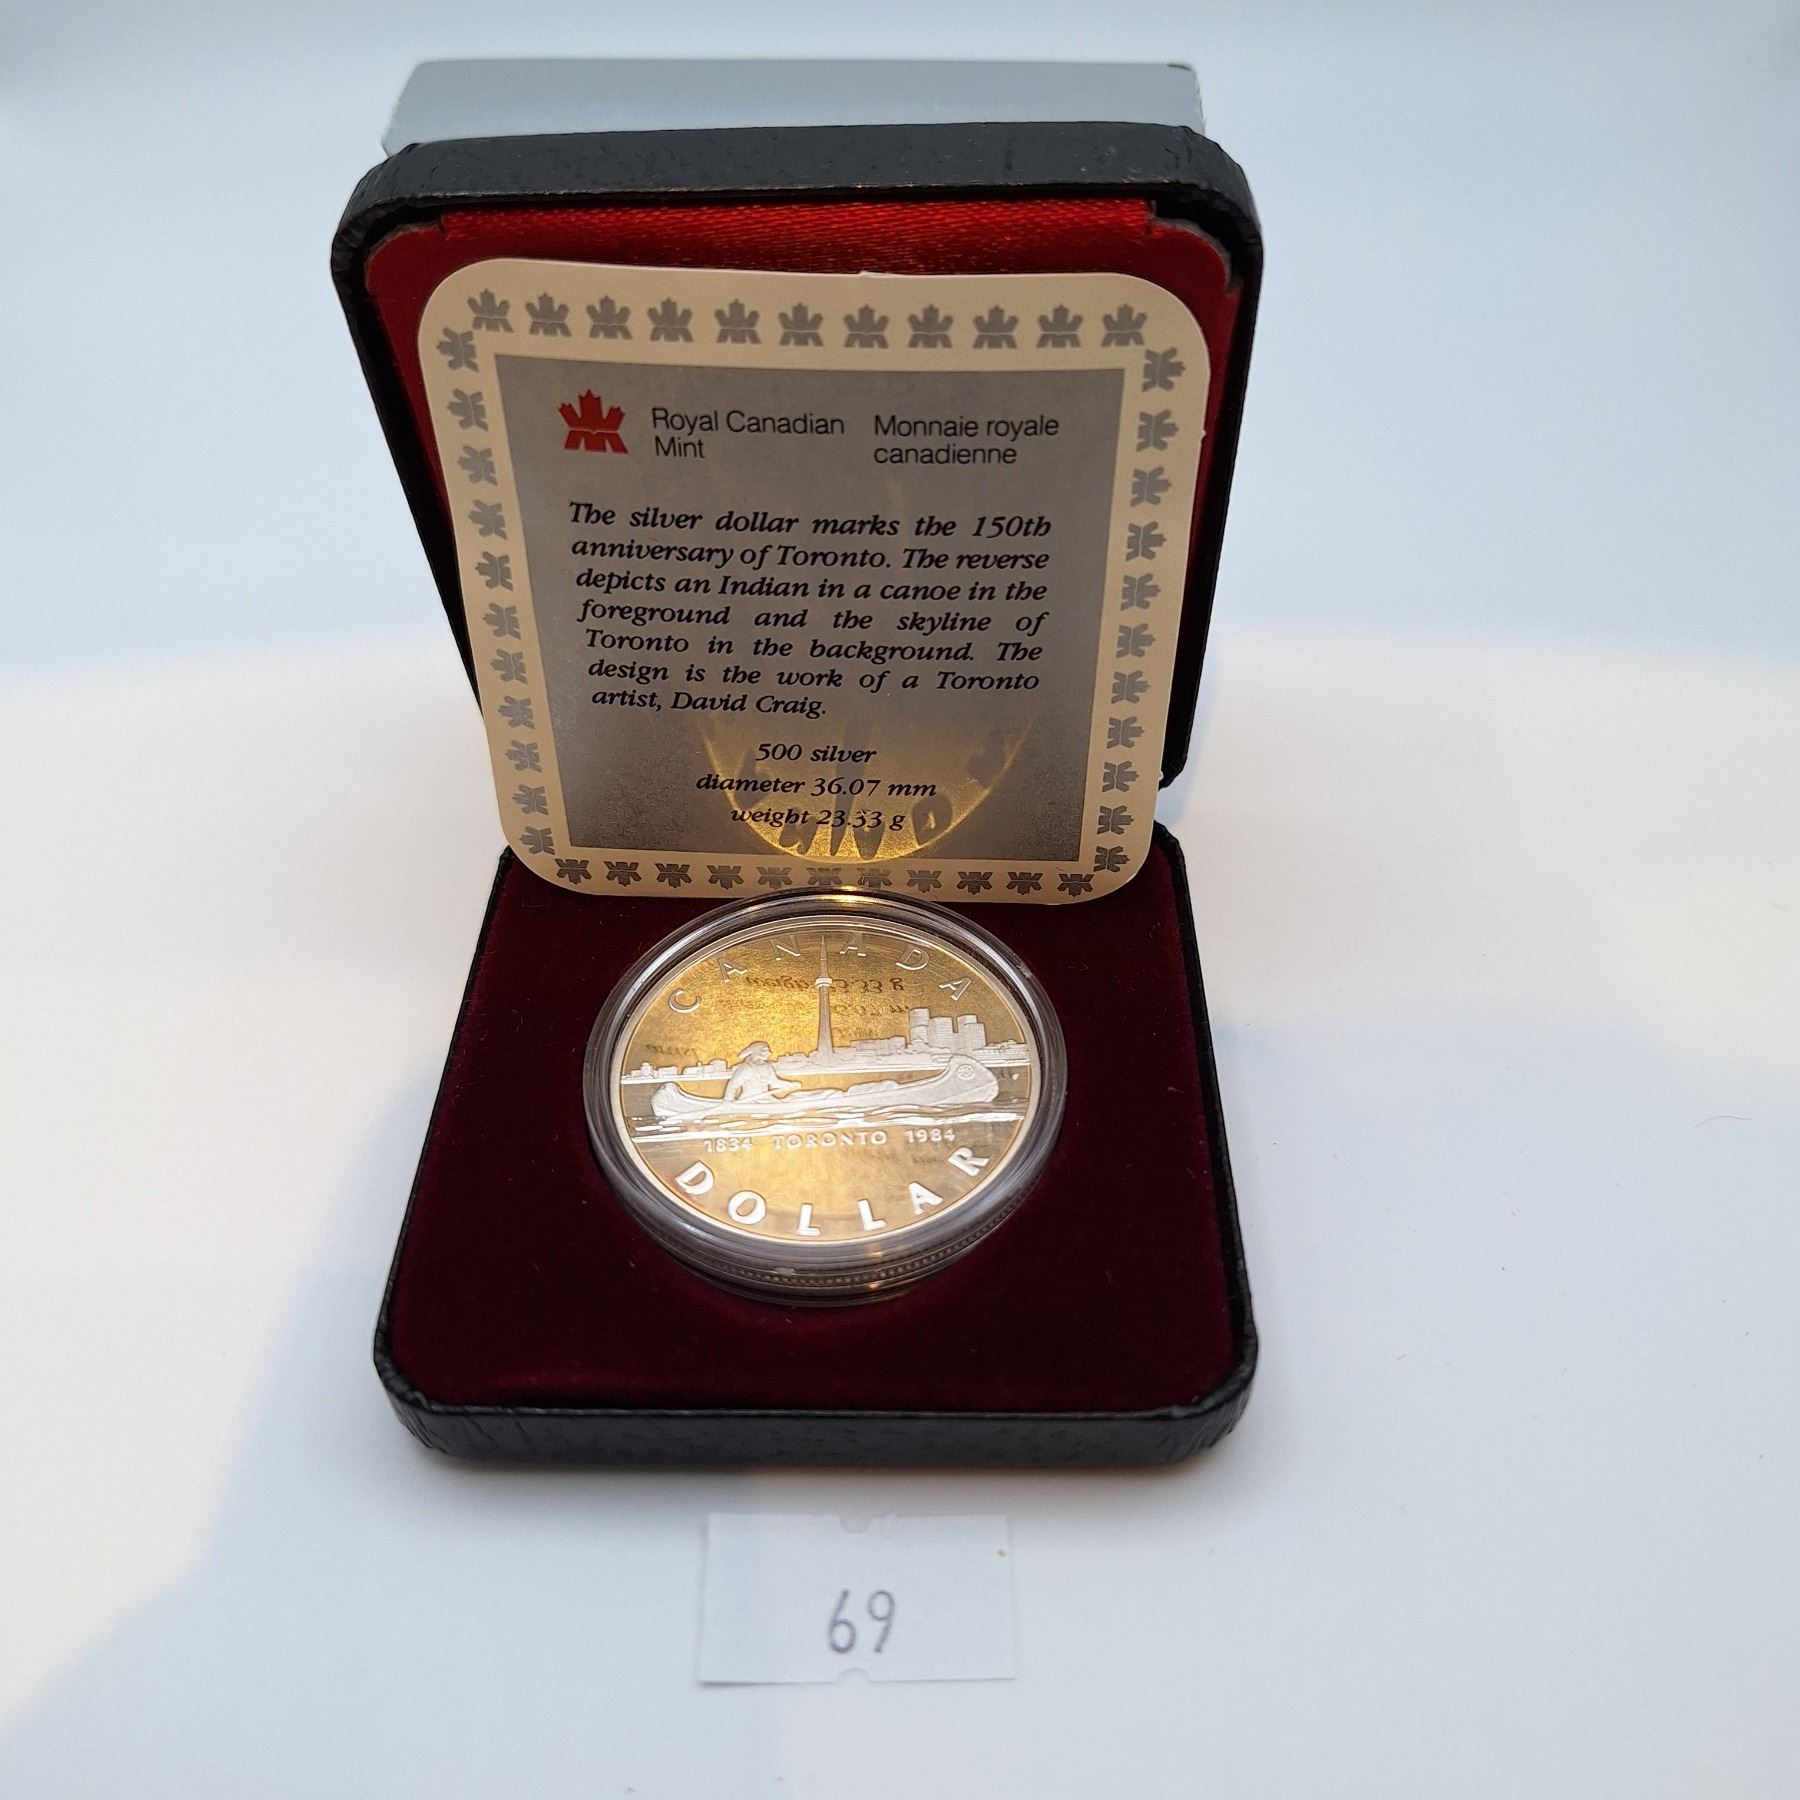 Royal Canadian Mint
Monnaie royale canadienne
The silver dollar marks the 150th
anniversary of Toronto. The reverse
depicts an Indian in a canoe in the
foreground and the skyline of
Toronto in the background. The
design is the work of a Toronto
artist, David Craig.
500 silver
diameter 36.07 mm
weight 23.33 g
CANADA
1834 TORONTO 1984
DOLLAR
69